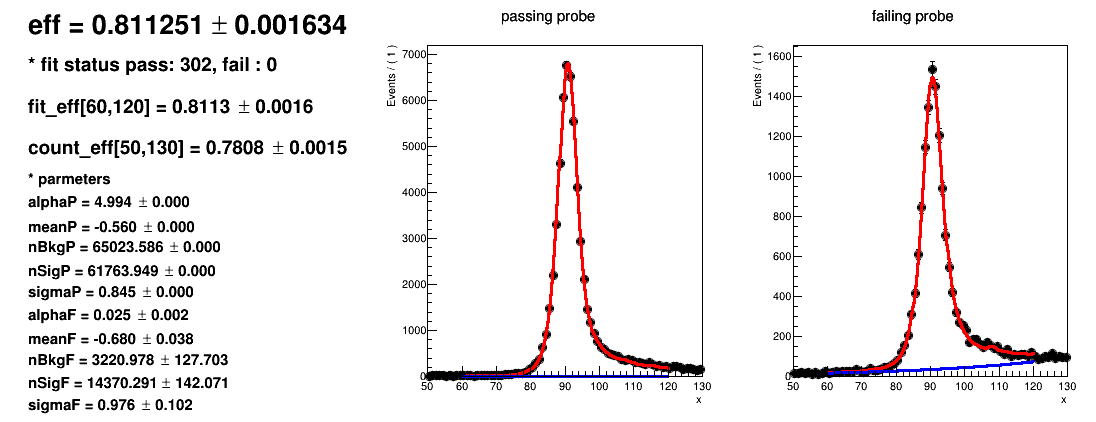 eff = 0.811251 ± 0.001634
* fit status pass: 302, fail : 0
fit_eff[60,120] = 0.8113 ± 0.0016
count_eff[50,130] = 0.7808 ± 0.0015
* parmeters
alphaP = 4.994 ± 0.000
meanP = -0.560 ± 0.000
nBkgP = 65023.586 ± 0.000
nSigP = 61763.949 ± 0.000
sigmaP = 0.845 ± 0.000
alphaF = 0.025 ± 0.002
meanF = -0.680 ± 0.038
nBkgF = 3220.978 ± 127.703
nSigF = 14370.291 ± 142.071
sigmaF = 0.976 ± 0.102
passing probe
Events / ( 1 )
7000
6000
5000
4000
3000
2000
1000
0
50 60 70 80 90 100 110 120 130
x
failing probe
Events / ( 1 )
1600
1400
1200
1000
800
600
400
200
0
50 60 70 80 90 100 110 120 130
x